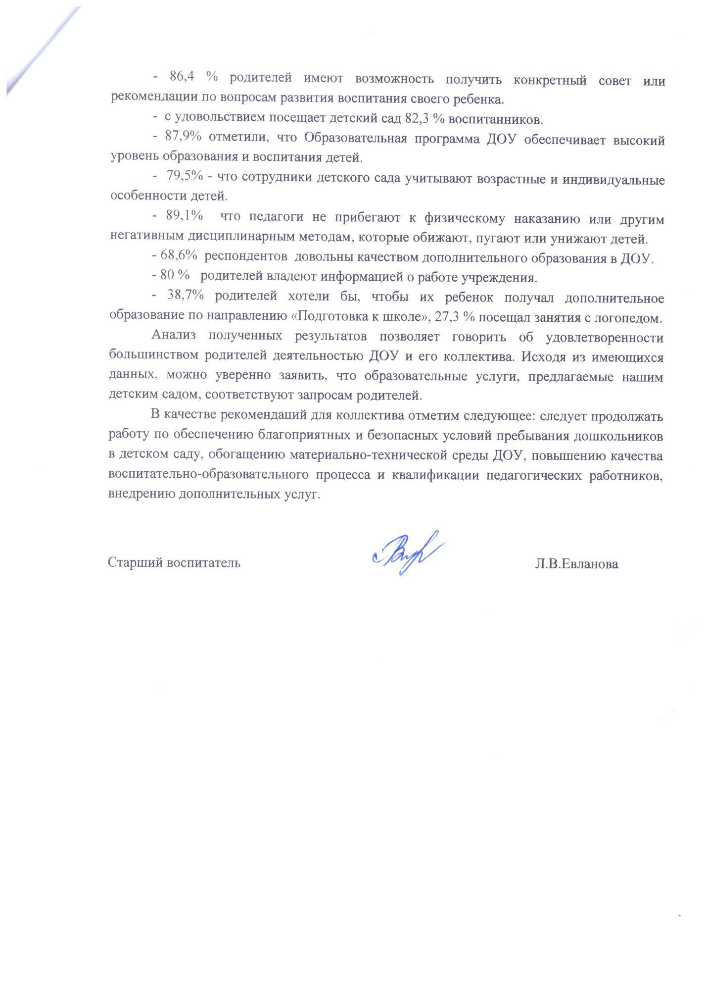 - 86,4 % родителей имеют возможность получить конкретный совет или
рекомендации по вопросам развития воспитания своего ребенка.
- с удовольствием посещает детский сад 82,3 % воспитанников.
- 87,9% отметили, что Образовательная программа ДОУ обеспечивает высокий
уровень образования и воспитания детей.
- 79,5% - что сотрудники детского сада учитывают возрастные и индивидуальные
особенности детей.
- 89,1% что педагоги не прибегают к физическому наказанию или другим
негативным дисциплинарным методам, которые обижают, пугают или унижают детей.
- 68,6% респондентов довольны качеством дополнительного образования в ДОУ.
- 80 % родителей владеют информацией о работе учреждения.
- 38,7% родителей хотели бы, чтобы их ребенок получал дополнительное
образование по направлению «Подготовка к школе», 27,3 % посещал занятия с логопедом.
Анализ полученных результатов позволяет говорить об удовлетворенности
большинством родителей деятельностью ДОУ и его коллектива. Исходя из имеющихся
данных, можно уверенно заявить, что образовательные услуги, предлагаемые нашим
детским садом, соответствуют запросам родителей.
В качестве рекомендаций для коллектива отметим следующее: следует продолжать
работу по обеспечению благоприятных и безопасных условий пребывания дошкольников
в детском саду, обогащению материально-технической среды ДОУ, повышению качества
воспитательно-образовательного процесса и квалификации педагогических работников,
внедрению дополнительных услуг.
Старший воспитатель Л.В.Евланова